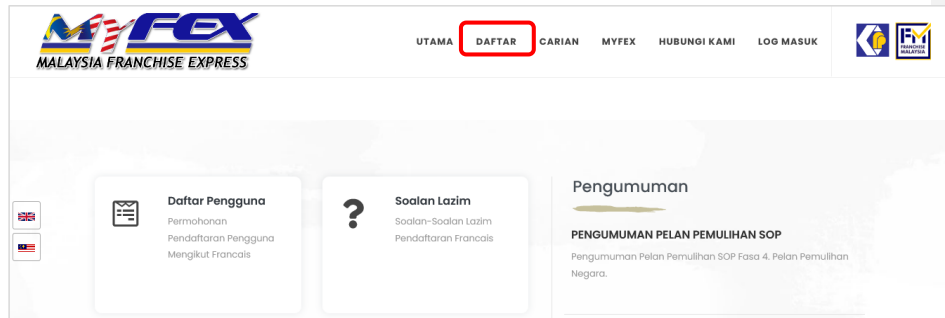 MyFEX
MALAYSIA FRANCHISE EXPRESS
UTAMA DAFTAR CARIAN MYFEX HUBUNGI KAMI LOG MASUK
FRANCHISE
MALAYSIA
Daftar Pengguna
Permohonan
Pendaftaran Pengguna
Mengikut Francais
?
Soalan Lazim
Soalan-Soalan Lazim
Pendaftaran Francais
Pengumuman
PENGUMUMAN PELAN PEMULIHAN SOP
Pengumuman Pelan Pemulihan SOP Fasa 4. Pelan Pemulihan
Negara.